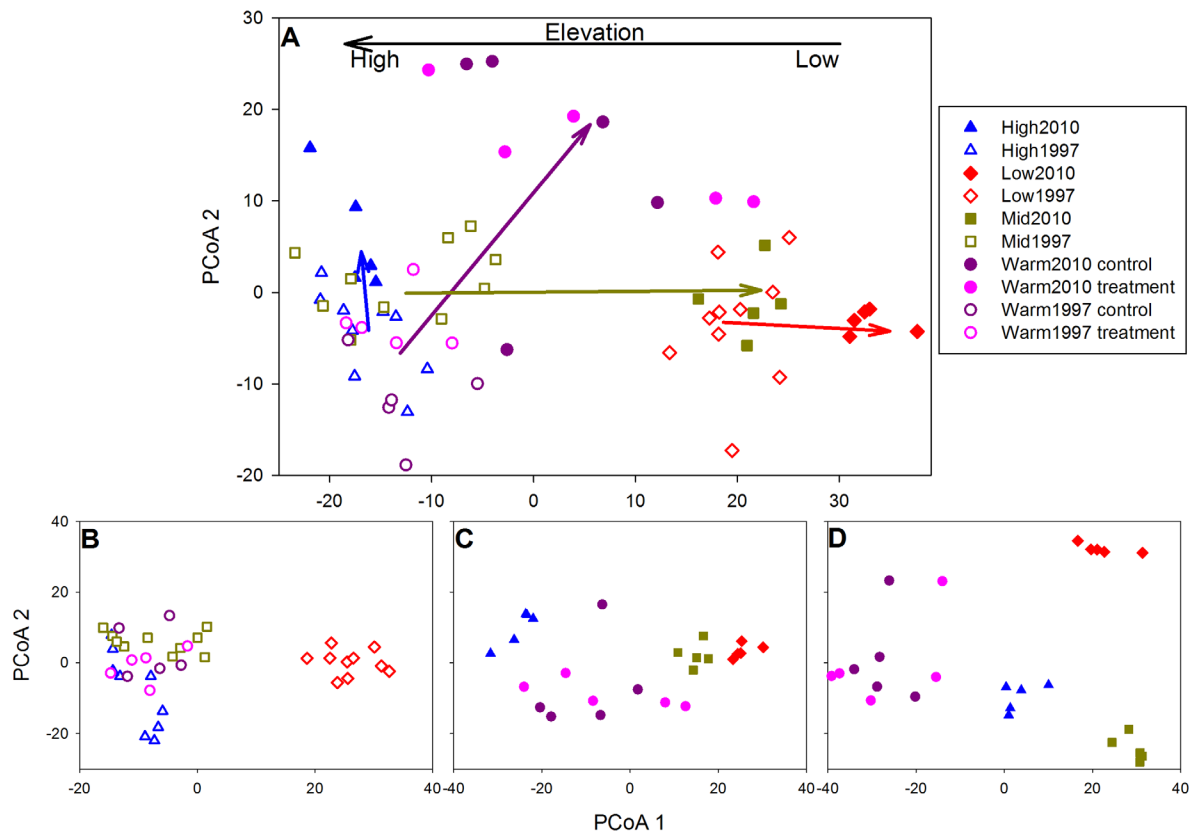 A
Elevation
High
Low
30
20
10
0
-10
-20
PCoA 2
-20
-10
0
10
20
30
High2010
High1997
Low2010
Low1997
Mid2010
Mid1997
Warm2010 control
Warm2010 treatment
Warm1997 control
Warm1997 treatment
B
C
D
40
20
0
-20
PCoA 2
-20
0
20
40
-20
0
20
40
-40
-20
0
20
40
PCoA 1